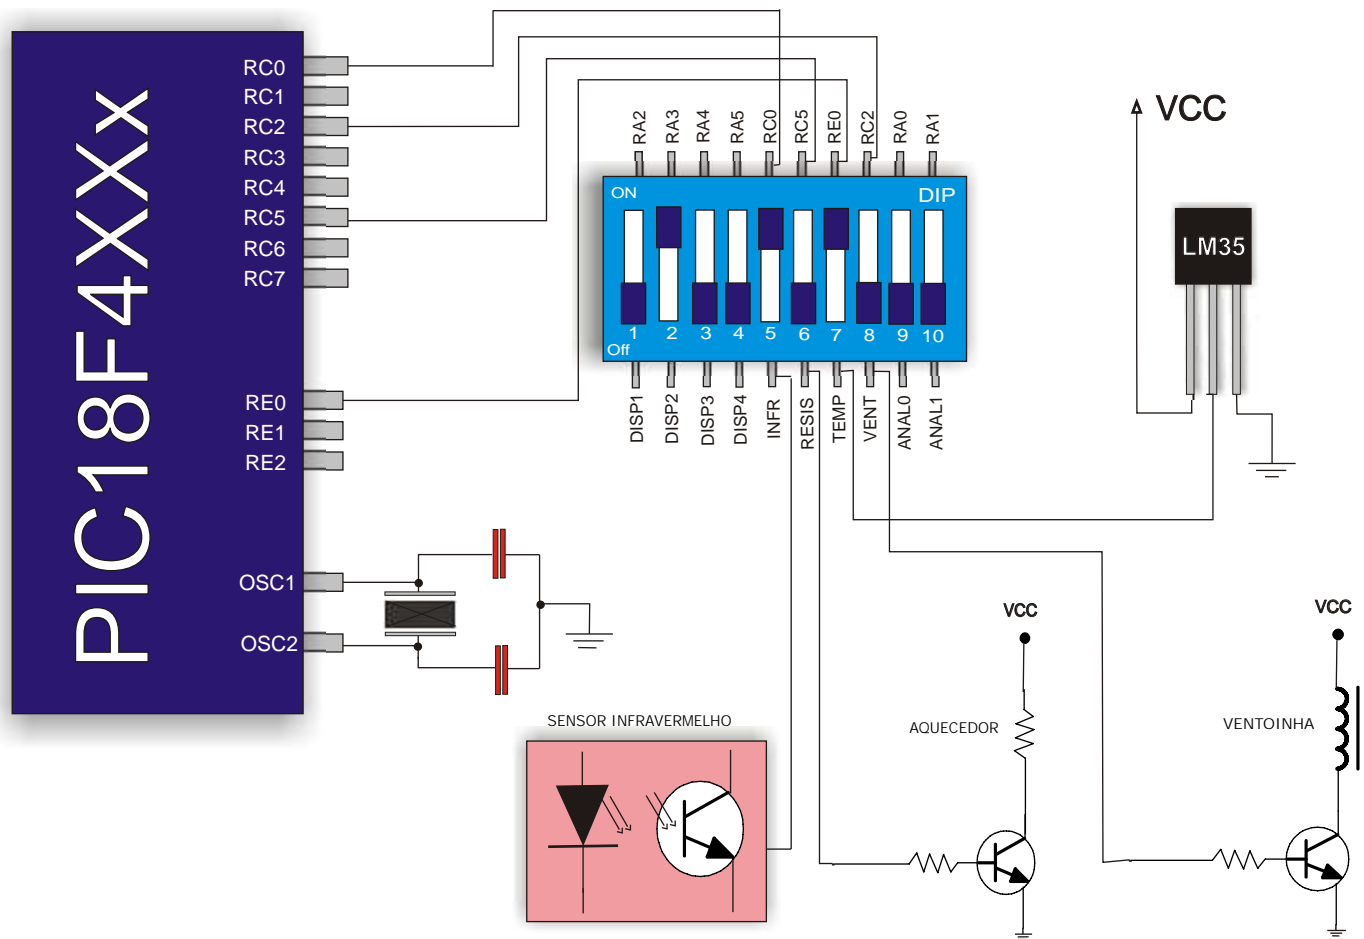 PIC18F4XXx
RC0
RC1
RC2
RC3
RC4
RC5
RC6
RC7
RE0
RE1
RE2
OSC1
OSC2
RA2 RA3 RA4 RA5 RC0 RC5 RE0 RC2 RA0 RA1
ON DIP
1 2 3 4 5 6 7 8 9 10
Off
DISP1 DISP2 DISP3 DISP4 INFR RESIS TEMP VENT ANAL0 ANAL1
VCC
LM35
SENSOR INFRAVERMELHO
VCC
AQUECEDOR
VCC
VENTOINHA